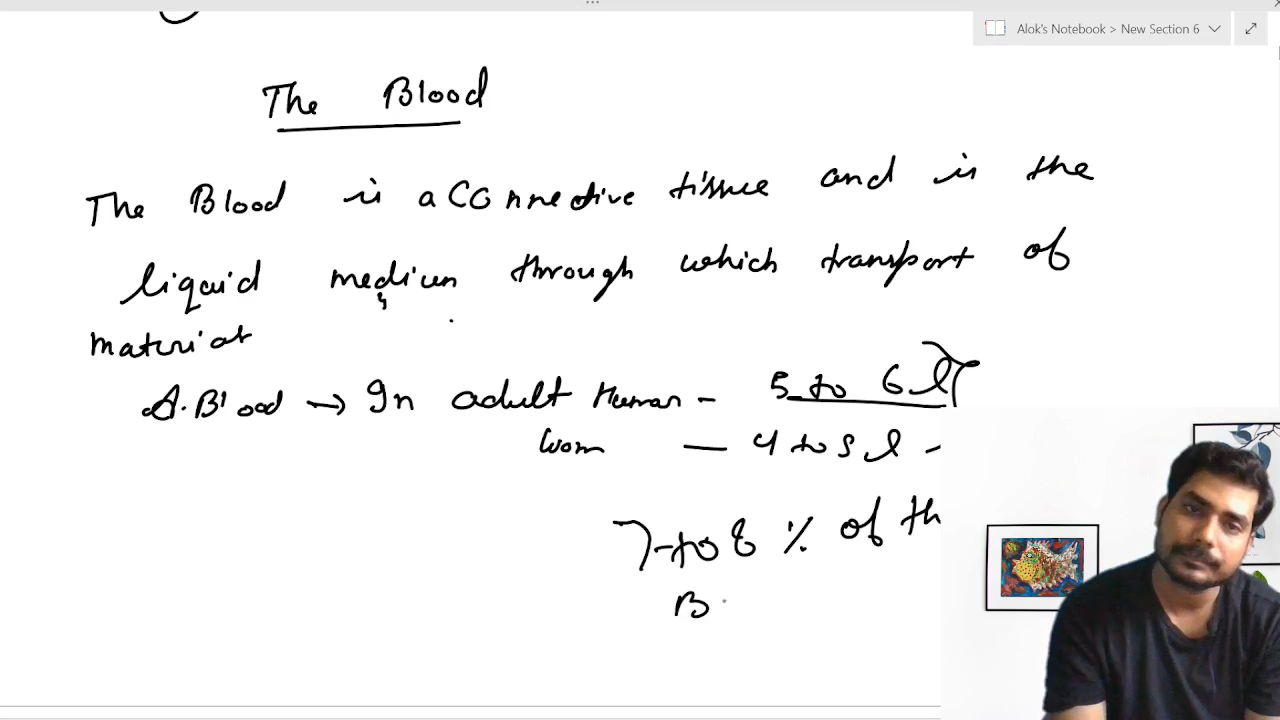 Alok's Notebook > New Section 6
The Blood
The Blood is a connective tissue and is the
liquid medium through which transport of
material
A. Blood → In adult Human - 5 to 6 lt
Wom — 4 to 5 l -
7 to 8 % of th
B